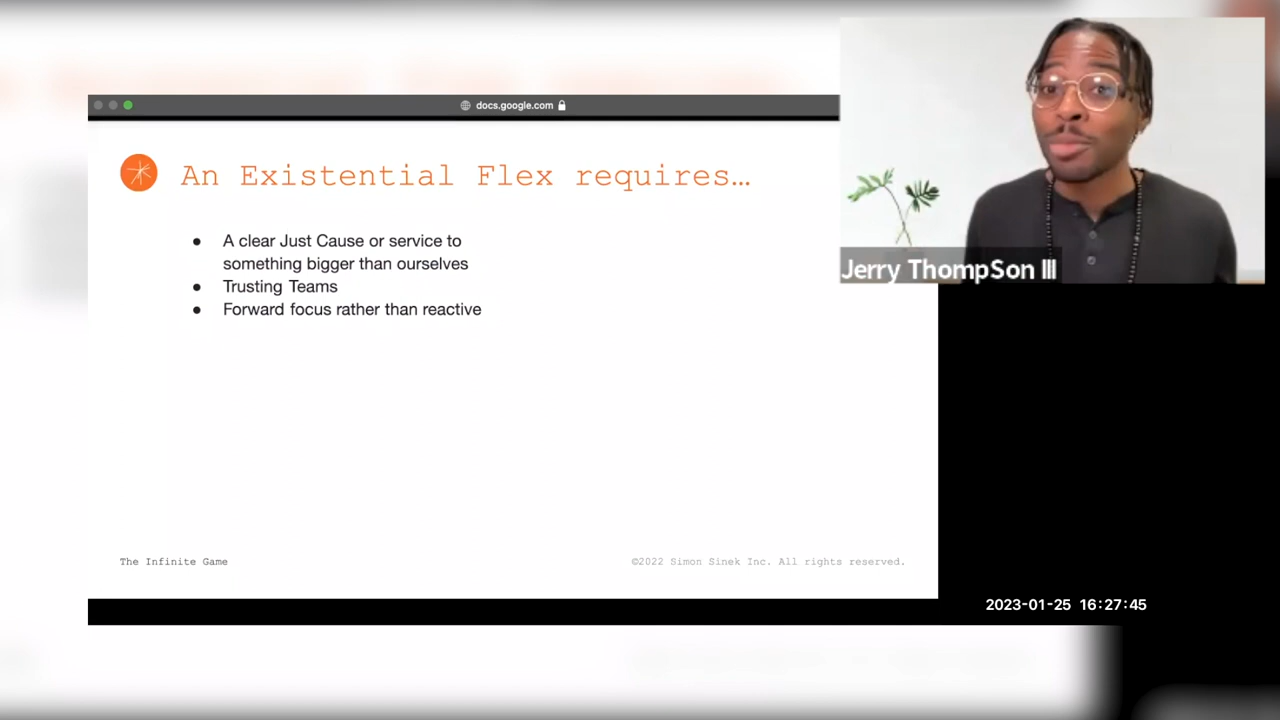 docs.google.com
An Existential Flex requires…
● A clear Just Cause or service to
something bigger than ourselves
● Trusting Teams
● Forward focus rather than reactive
The Infinite Game
©2022 Simon Sinek Inc. All rights reserved.
Jerry ThompSon III
2023-01-25 16:27:45